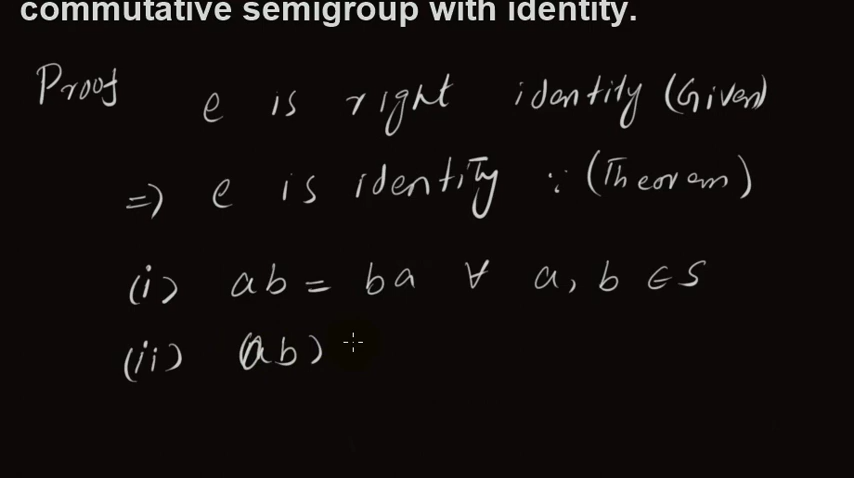 commutative semigroup with identity.
Proof e is right identity (Given)
=> e is identity ∵ (Theorem)
(i) ab = ba ∀ a, b ∈ S
(ii) (ab)